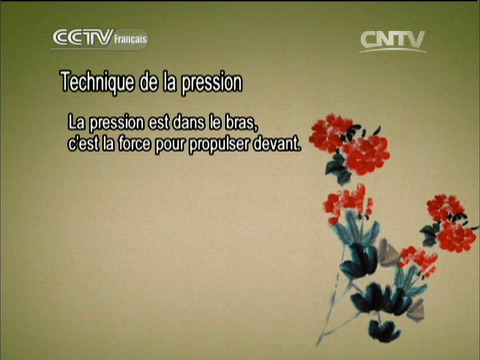 CCTV Français
CNTV
Technique de la pression
La pression est dans le bras,
c'est la force pour propulser devant.